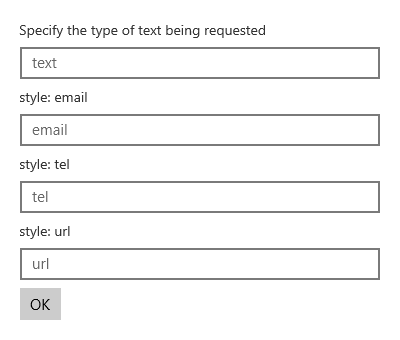 Specify the type of text being requested
text
style: email
email
style: tel
tel
style: url
url
OK